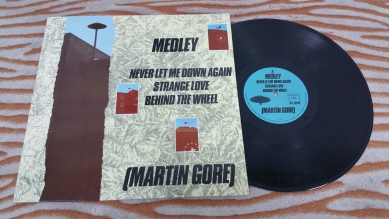 MEDLEY
NEVER LET ME DOWN AGAIN
STRANGE LOVE
BEHIND THE WHEEL
(MARTIN GORE)
MEDLEY
NEVER LET ME DOWN AGAIN
STRANGE LOVE
BEHIND THE WHEEL
(MARTIN GORE)